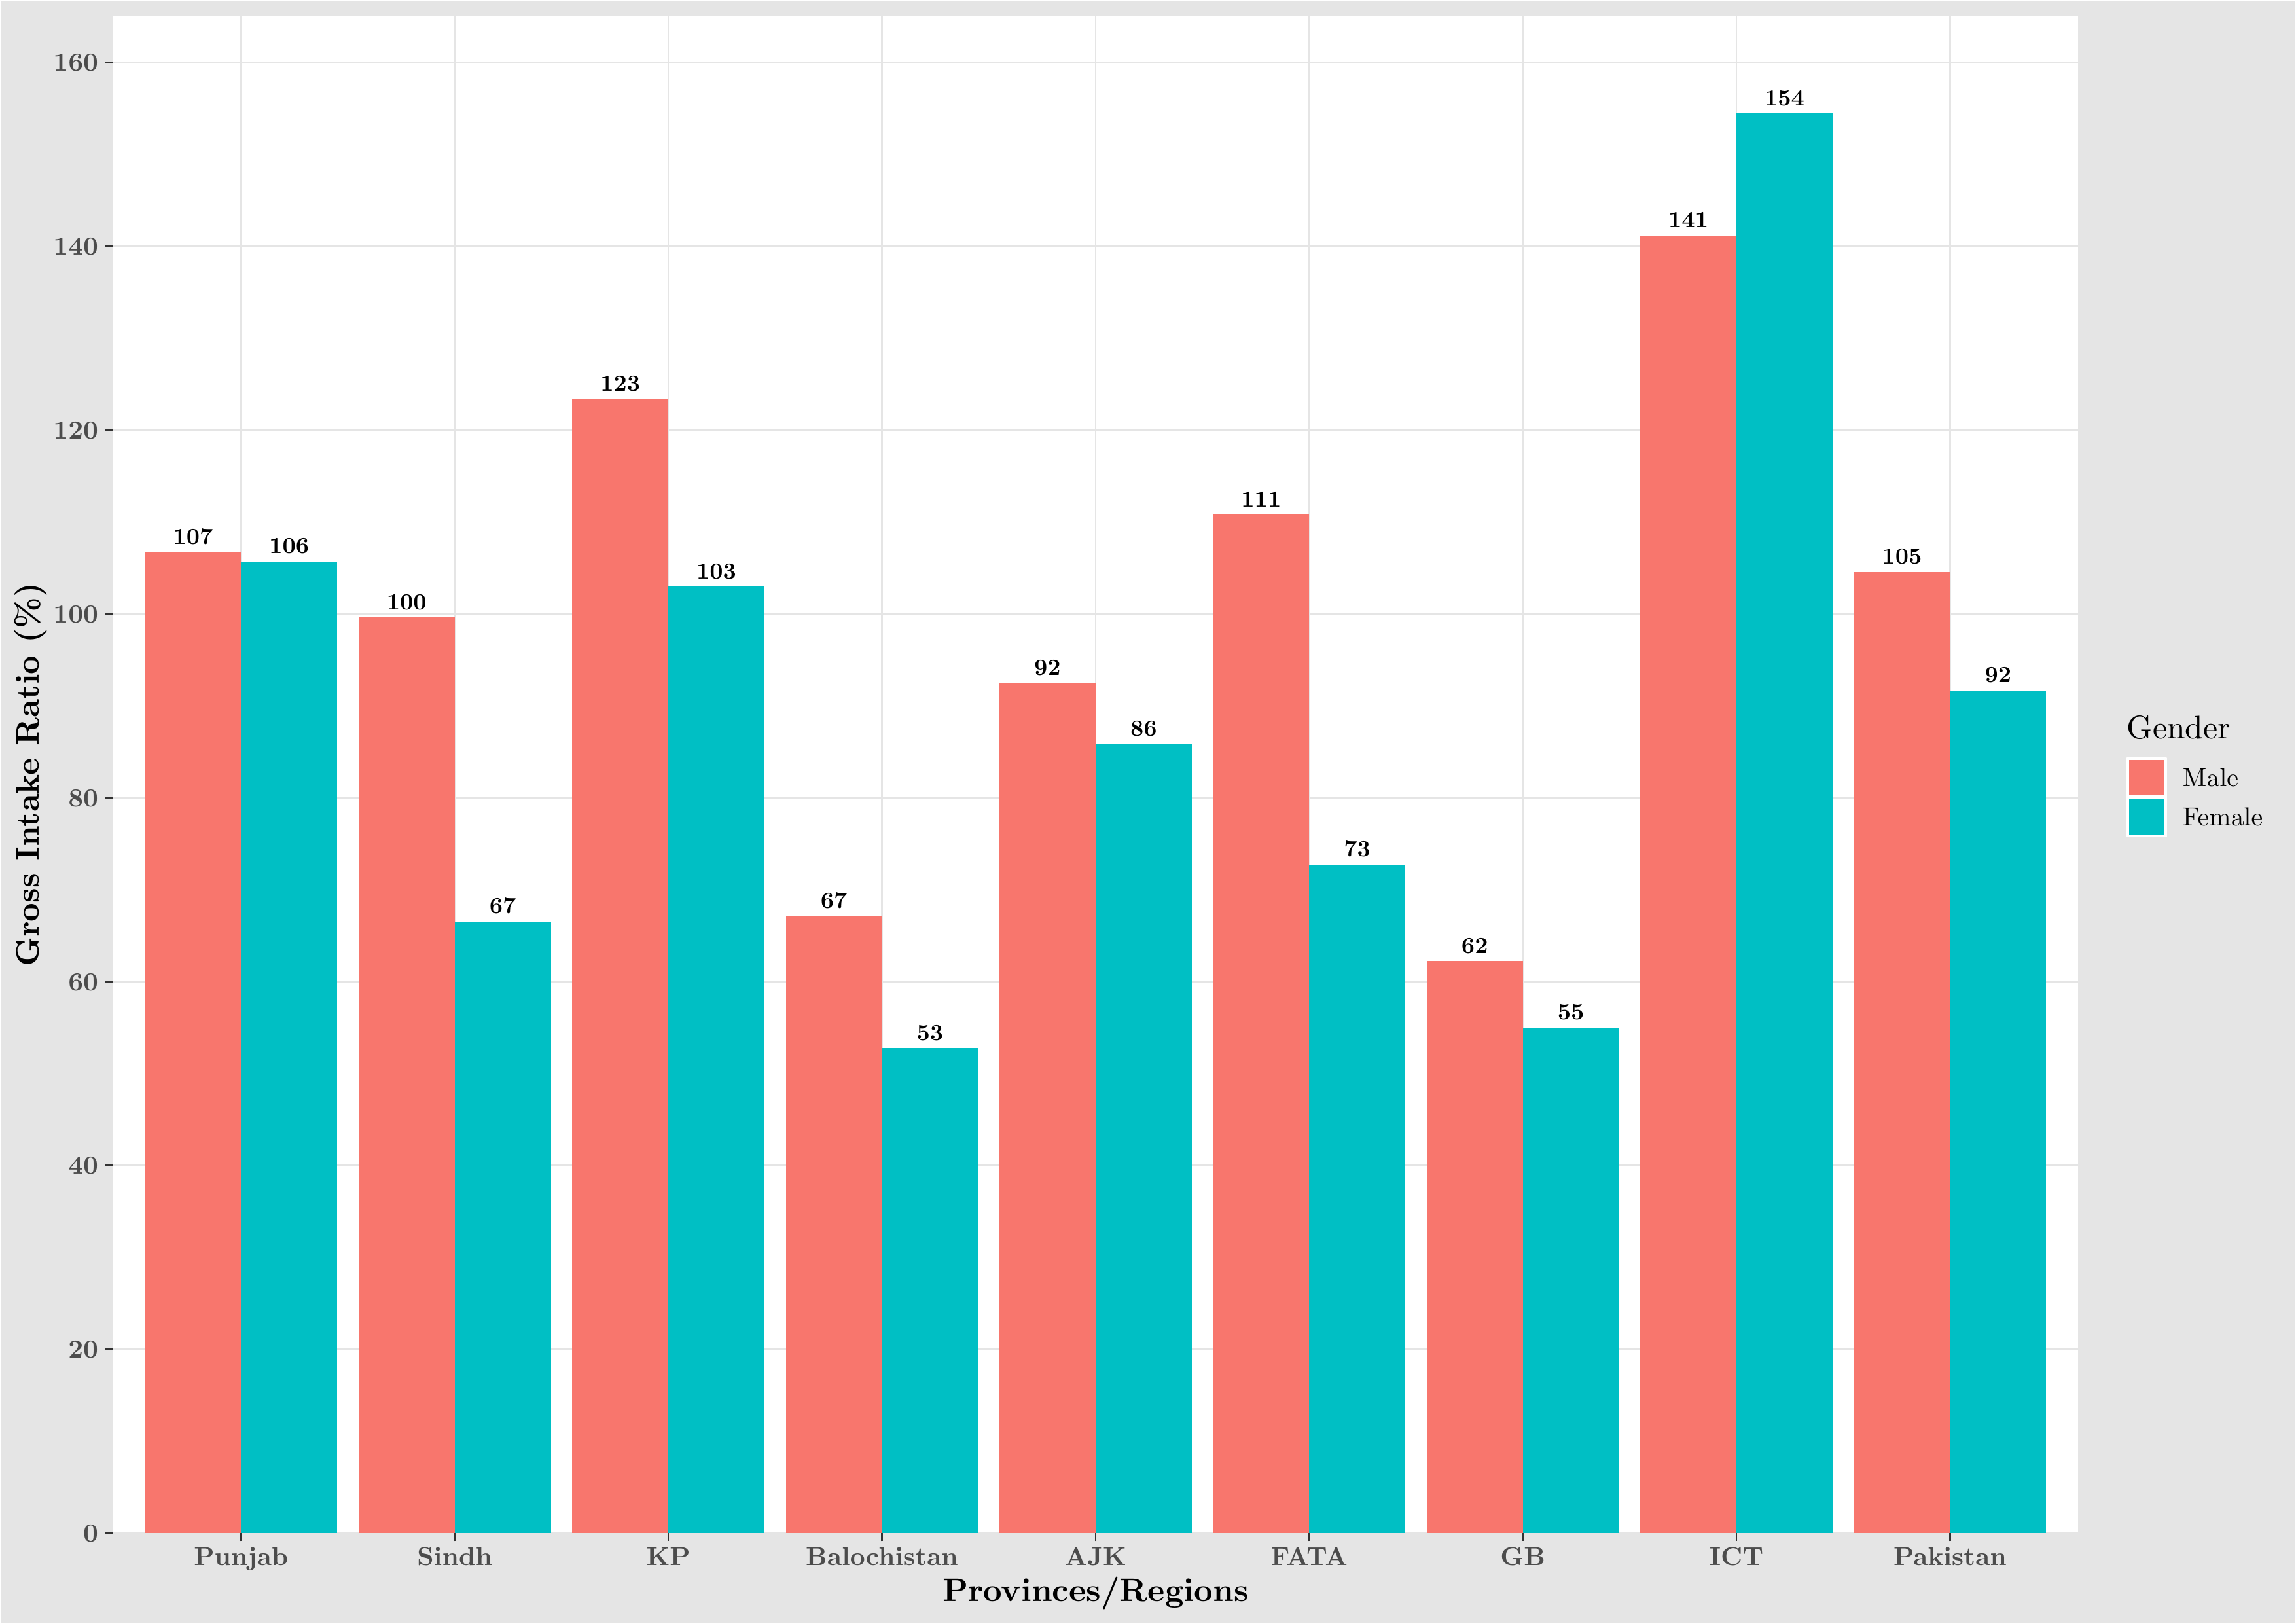 160
140
120
100
80
60
40
20
0
Gross Intake Ratio (%)
107
106
100
67
123
103
67
53
92
86
111
73
62
55
141
154
105
92
Punjab
Sindh
KP
Balochistan
AJK
FATA
GB
ICT
Pakistan
Provinces/Regions
Gender
Male
Female